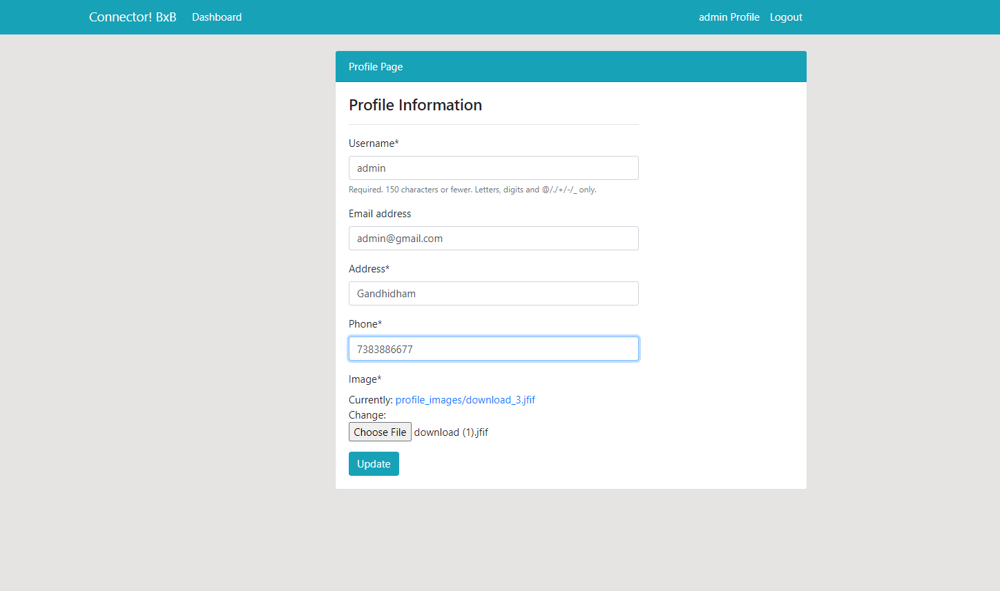 Connector! BxB Dashboard admin Profile Logout
Profile Page
Profile Information
Username*
admin
Required. 150 characters or fewer. Letters, digits and @/./+/-/_ only.
Email address
admin@gmail.com
Address*
Gandhidham
Phone*
7383886677
Image*
Currently: profile_images/download_3.jfif
Change:
Choose File download (1).jfif
Update